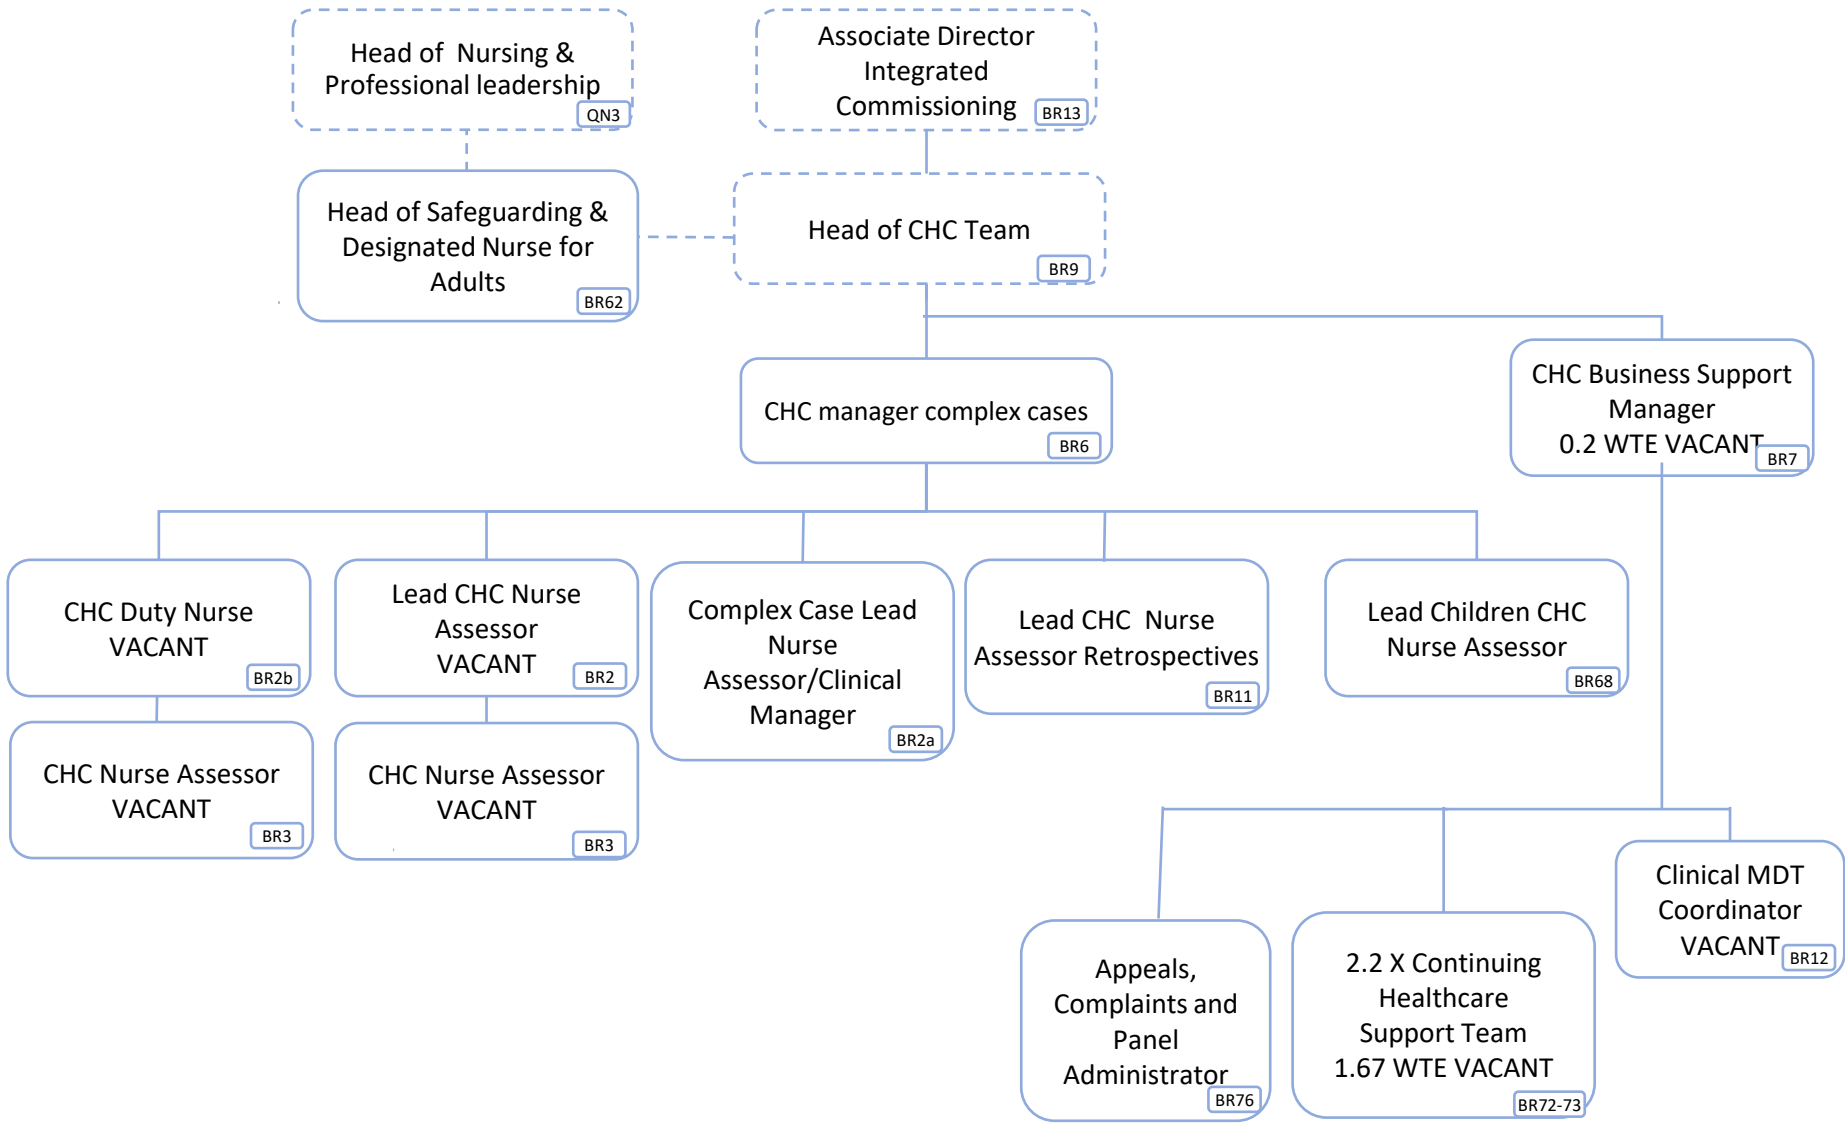 Head of  Nursing &
Professional leadership
QN3
Associate Director
Integrated
Commissioning
BR13
Head of Safeguarding &
Designated Nurse for
Adults
BR62
Head of CHC Team
BR9
CHC manager complex cases
BR6
CHC Business Support
Manager
0.2 WTE VACANT
BR7
CHC Duty Nurse
VACANT
BR2b
Lead CHC Nurse
Assessor
VACANT
BR2
Complex Case Lead
Nurse
Assessor/Clinical
Manager
BR2a
Lead CHC  Nurse
Assessor Retrospectives
BR11
Lead Children CHC
Nurse Assessor
BR68
CHC Nurse Assessor
VACANT
BR3
CHC Nurse Assessor
VACANT
BR3
Appeals,
Complaints and
Panel
Administrator
BR76
2.2 X Continuing
Healthcare
Support Team
1.67 WTE VACANT
BR72-73
Clinical MDT
Coordinator
VACANT
BR12